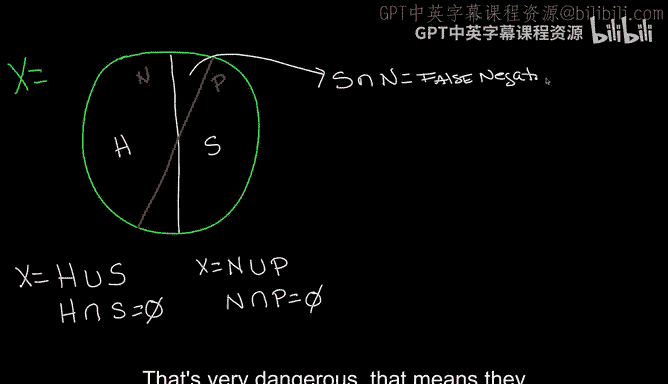 GPT中英字幕课程资源@bilibili.com
GPT中英字幕课程资源 bilibili
X=
N P
S∩N=FALSE Negati
H S
X=H∪S X=N∪P
H∩S=∅ N∩P=∅
That's very dangerous, that means they